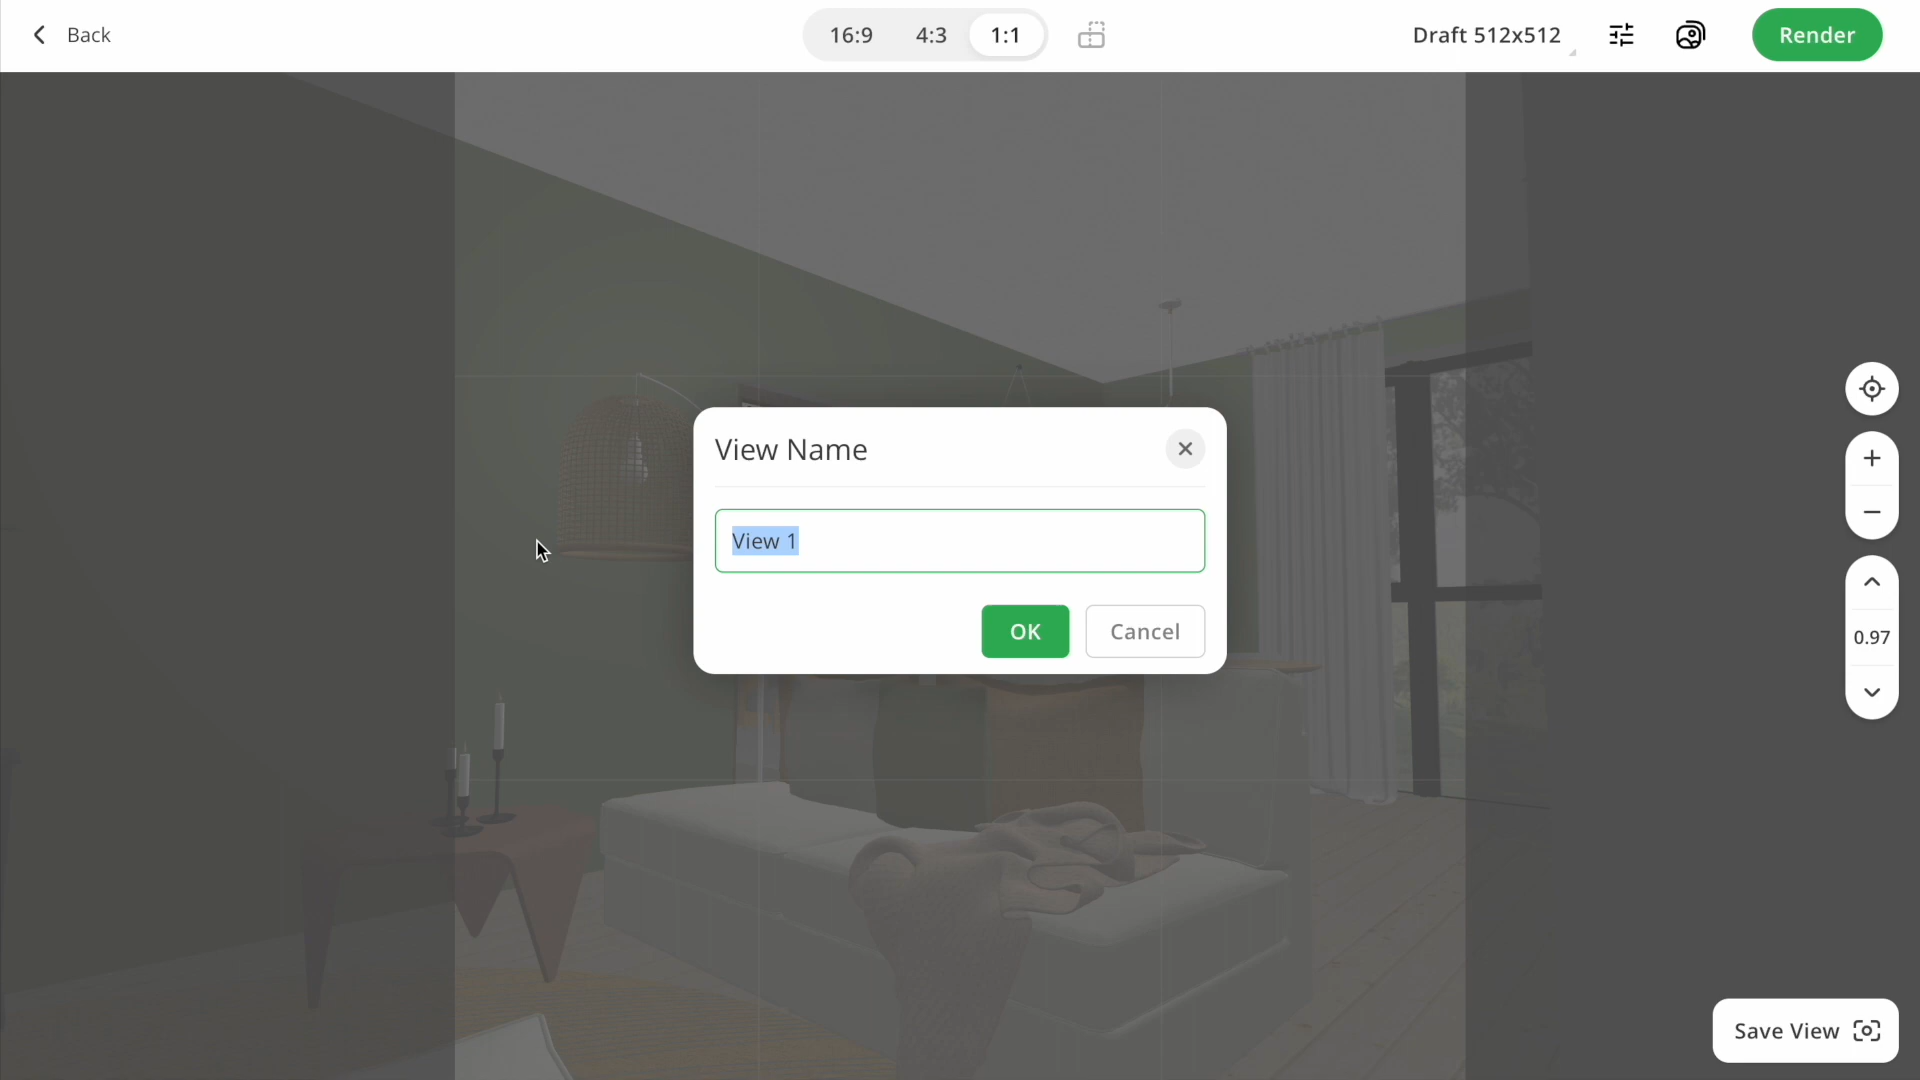 Back
16:9 4:3 1:1
Draft 512x512
Render
View Name
View 1
OK Cancel
0.97
Save View